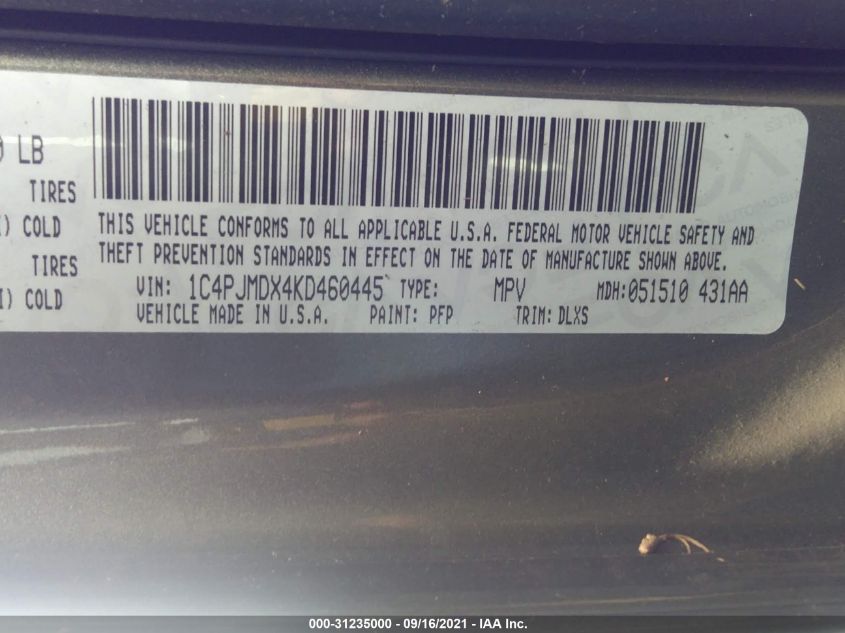 LB
TIRES
) COLD
TIRES
I) COLD
THIS VEHICLE CONFORMS TO ALL APPLICABLE U.S.A. FEDERAL MOTOR VEHICLE SAFETY AND
THEFT PREVENTION STANDARDS IN EFFECT ON THE DATE OF MANUFACTURE SHOWN ABOVE.
VIN: 1C4PJMDX4KD460445 TYPE: MPV MDH:051510 431AA
VEHICLE MADE IN U.S.A. PAINT: PFP TRIM: DLXS
000-31235000 - 09/16/2021 - IAA Inc.